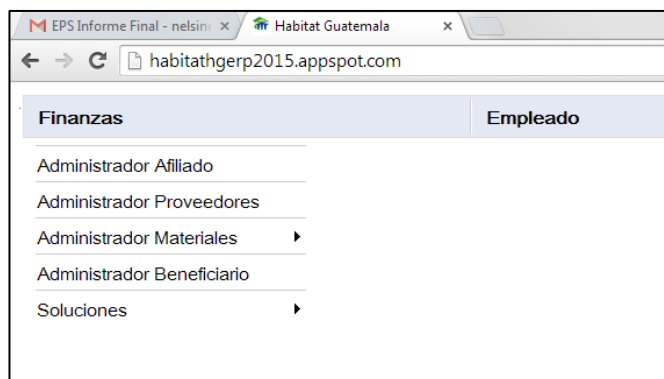 EPS Informe Final - nelsin
Habitat Guatemala
habitathgerp2015.appspot.com
Finanzas
Empleado
Administrador Afiliado
Administrador Proveedores
Administrador Materiales
Administrador Beneficiario
Soluciones